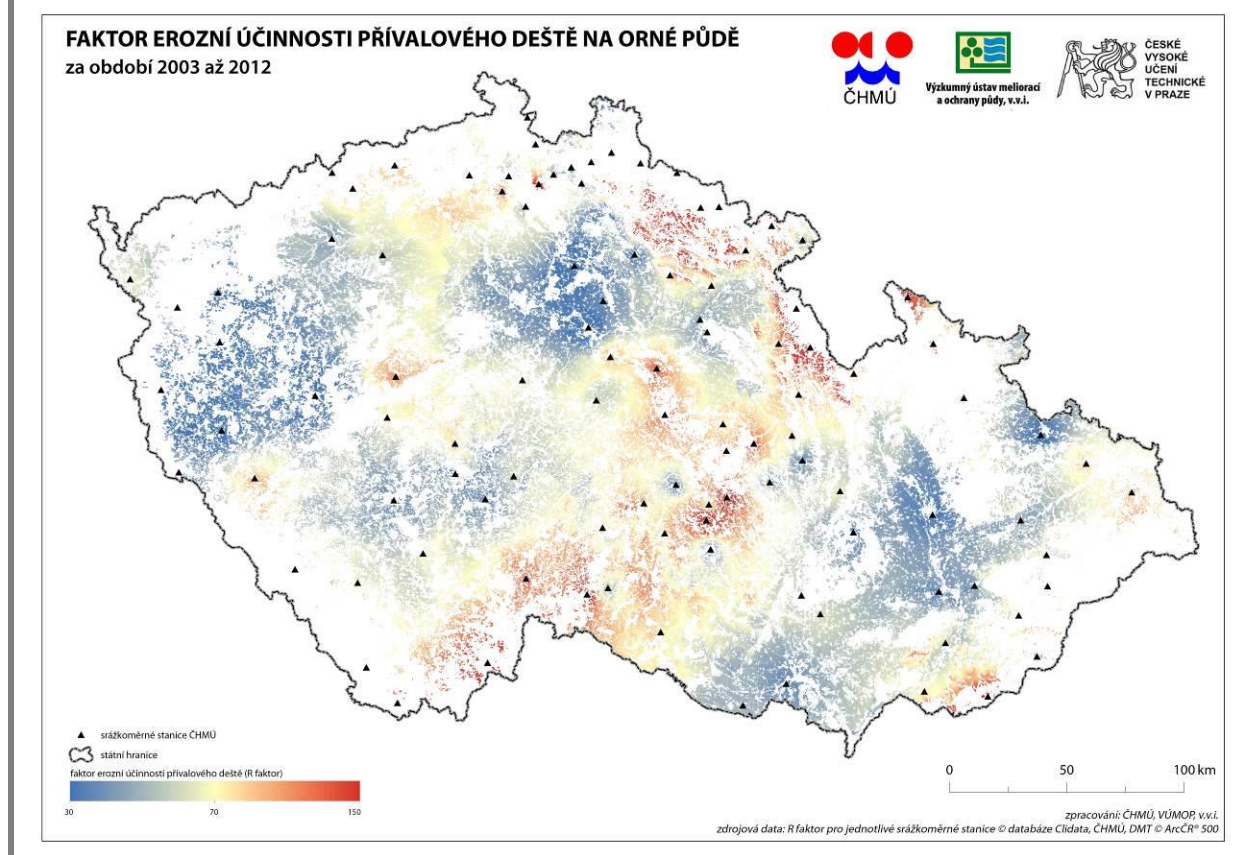 FAKTOR EROZNÍ ÚČINNOSTI PŘÍVALOVÉHO DEŠTĚ NA ORNÉ PŮDĚ
za období 2003 až 2012
ČHMÚ
Výzkumný ústav meliorací
a ochrany půdy, v.v.i.
ČESKÉ
VYSOKÉ
UČENÍ
TECHNICKÉ
V PRAZE
srážkoměrné stanice ČHMÚ
státní hranice
faktor erozní účinnosti přívalového deště (R faktor)
30 70 150
0 50 100 km
zpracování: ČHMÚ, VÚMOP, v.v.i.
zdrojová data: R faktor pro jednotlivé srážkoměrné stanice © databáze Clidata, ČHMÚ, DMT © ArcČR® 500